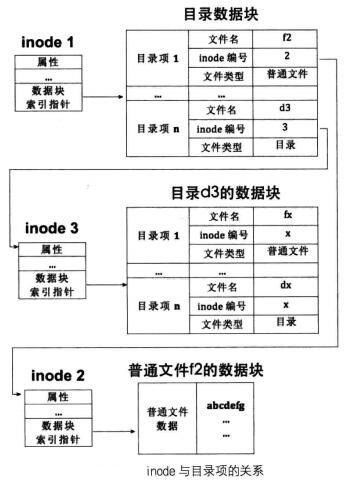 目录数据块
inode 1
属性
...
数据块
索引指针
目录项 1
文件名
f2
inode 编号
2
文件类型
普通文件
...
...
目录项 n
文件名
d3
inode 编号
3
文件类型
目录
目录d3的数据块
inode 3
属性
...
数据块
索引指针
目录项 1
文件名
fx
inode 编号
x
文件类型
普通文件
...
...
目录项 n
文件名
dx
inode 编号
x
文件类型
目录
普通文件f2的数据块
inode 2
属性
...
数据块
索引指针
普通文件
数据
abcdefg
...
...
inode 与目录项的关系